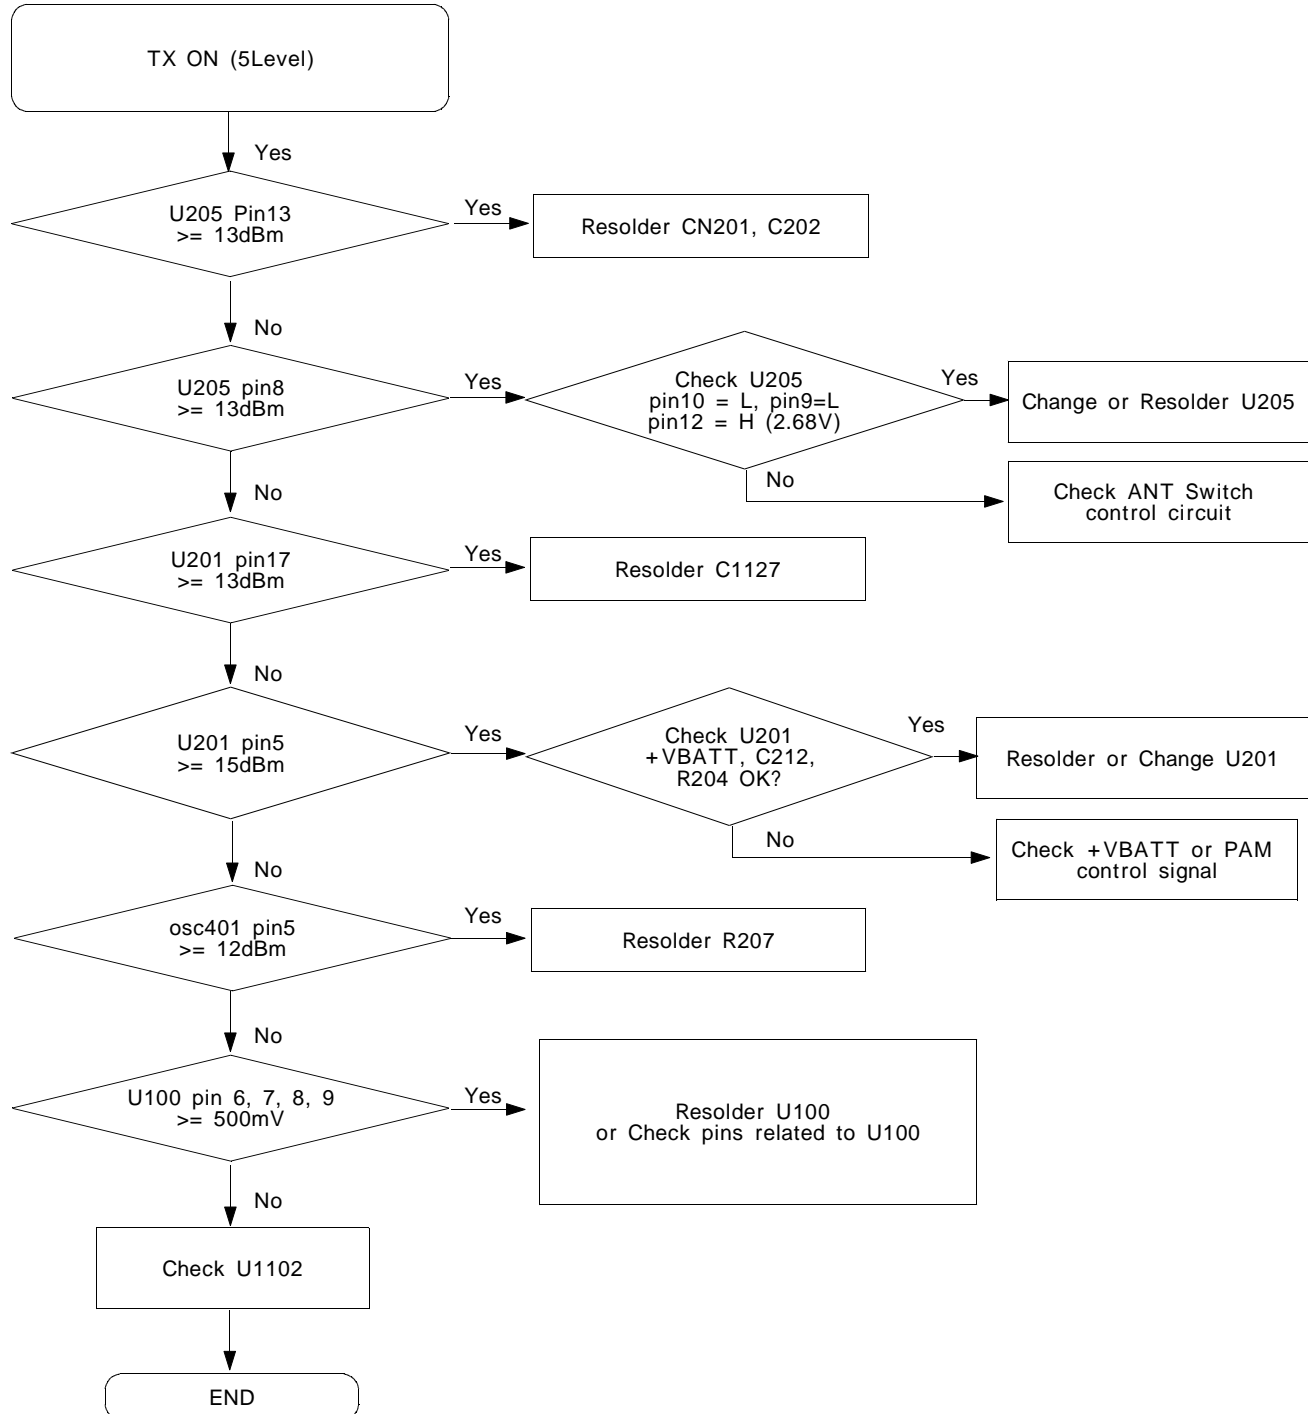 TX ON (5Level)
Yes
U205 Pin13
>= 13dBm
Yes
Resolder CN201, C202
No
U205 pin8
>= 13dBm
Yes
Check U205
pin10 = L, pin9=L
pin12 = H (2.68V)
Yes
Change or Resolder U205
No
Check ANT Switch
control circuit
No
U201 pin17
>= 13dBm
Yes
Resolder C1127
No
U201 pin5
>= 15dBm
Yes
Check U201
+VBATT, C212,
R204 OK?
Yes
Resolder or Change U201
No
Check +VBATT or PAM
control signal
No
osc401 pin5
>= 12dBm
Yes
Resolder R207
No
U100 pin 6, 7, 8, 9
>= 500mV
Yes
Resolder U100
or Check pins related to U100
No
Check U1102
END